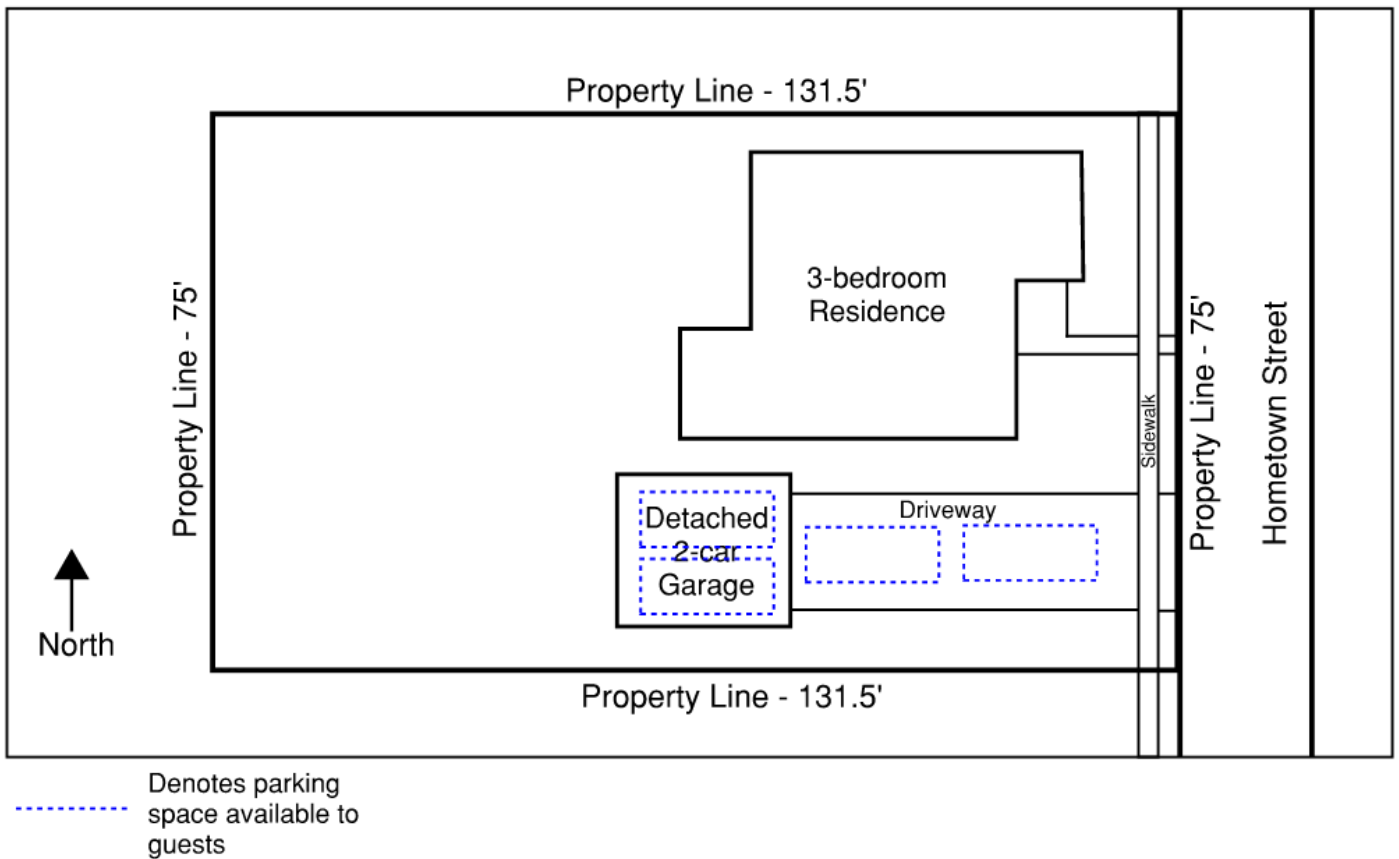 Property Line - 131.5'
3-bedroom
Residence
Property Line - 75'
Property Line - 75'
Hometown Street
Sidewalk
Driveway
Detached
2-car
Garage
North
Property Line - 131.5'
Denotes parking
space available to
guests